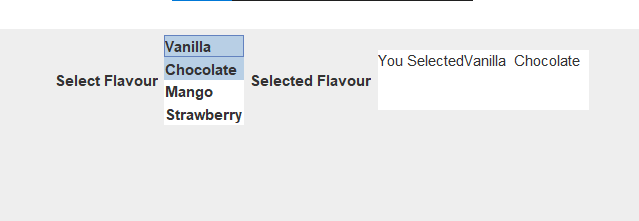 Select Flavour
Vanilla
Chocolate
Mango
Strawberry
Selected Flavour
You SelectedVanilla  Chocolate